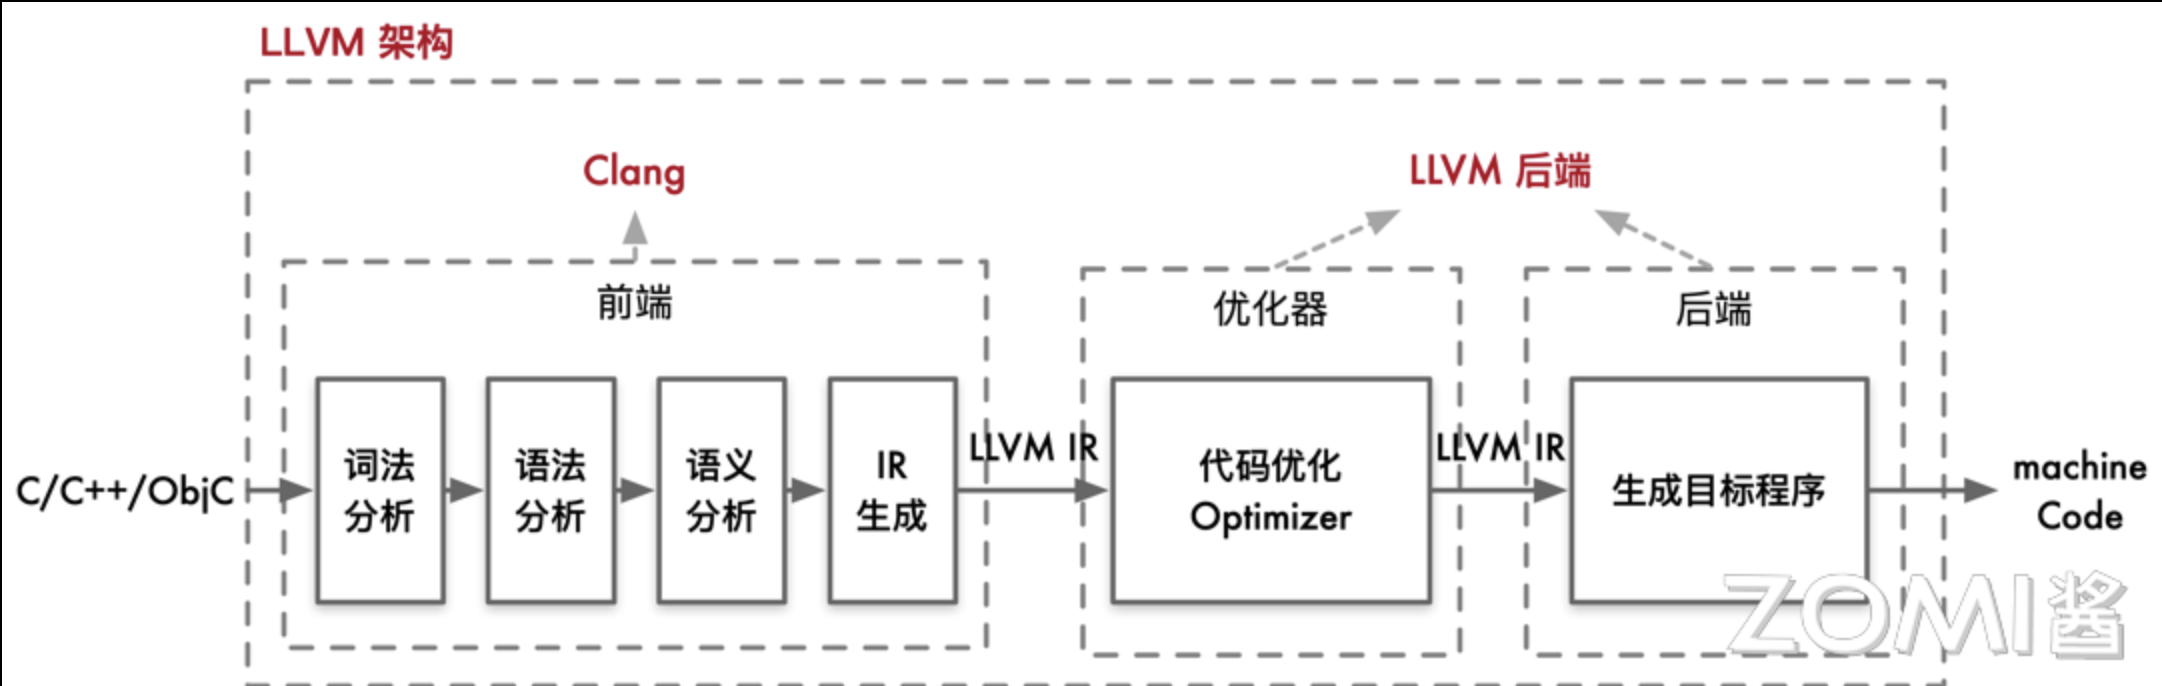 LLVM 架构
Clang
LLVM 后端
前端
优化器
后端
C/C++/ObjC
词法
分析
语法
分析
语义
分析
IR
生成
LLVM IR
代码优化
Optimizer
LLVM IR
生成目标程序
machine
Code
ZOMI酱